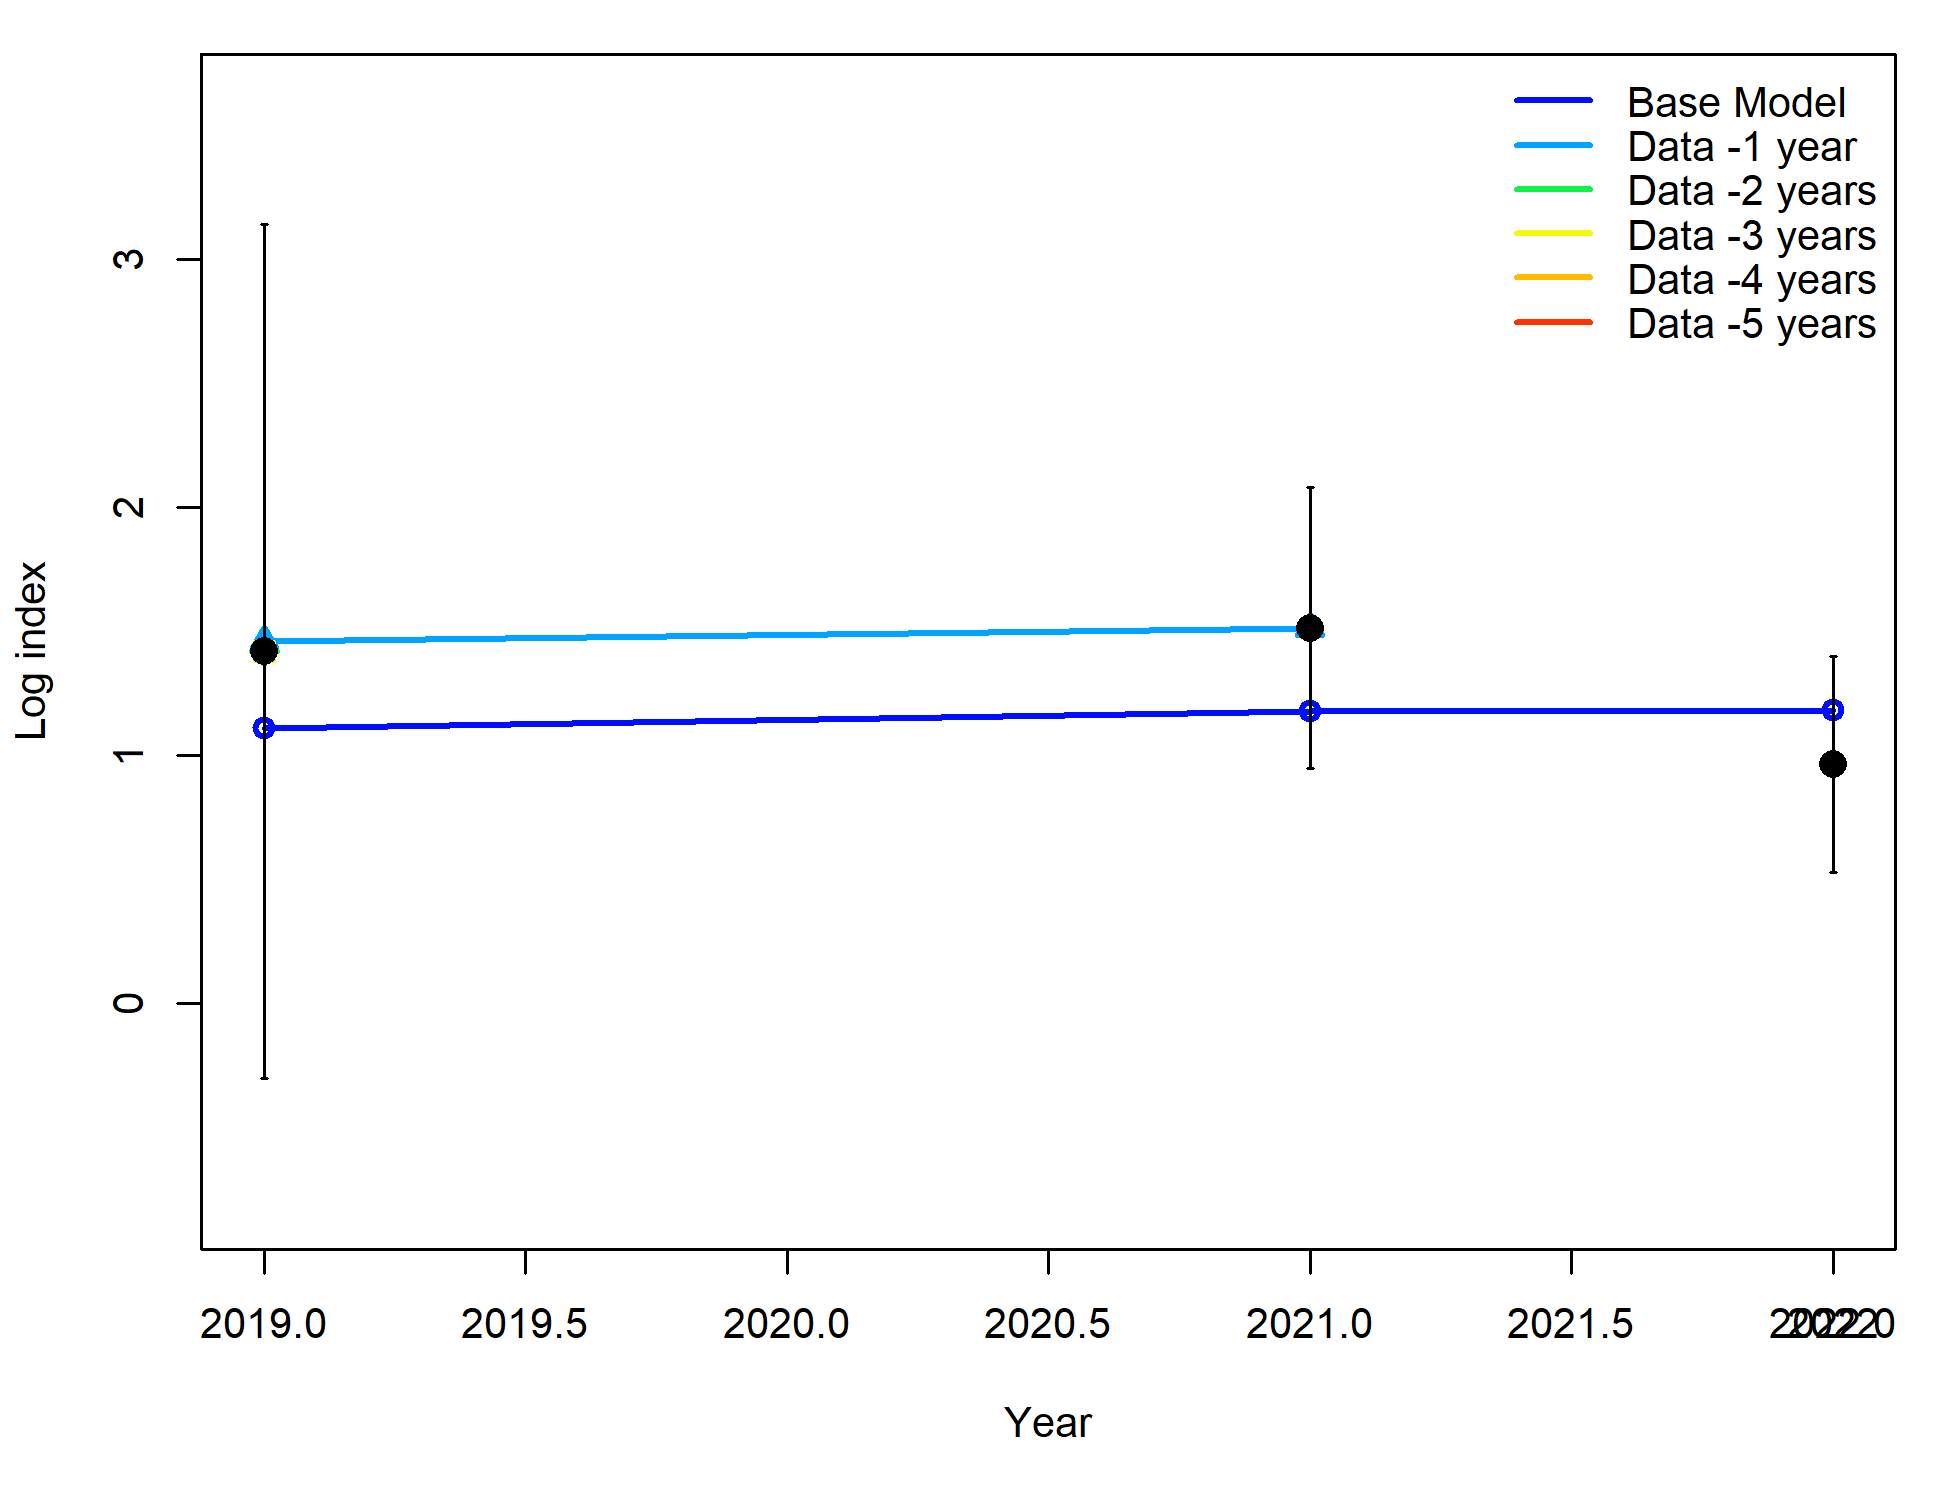 Base Model
Data -1 year
Data -2 years
Data -3 years
Data -4 years
Data -5 years
3
2
1
0
Log index
2019.0 2019.5 2020.0 2020.5 2021.0 2021.5
Year